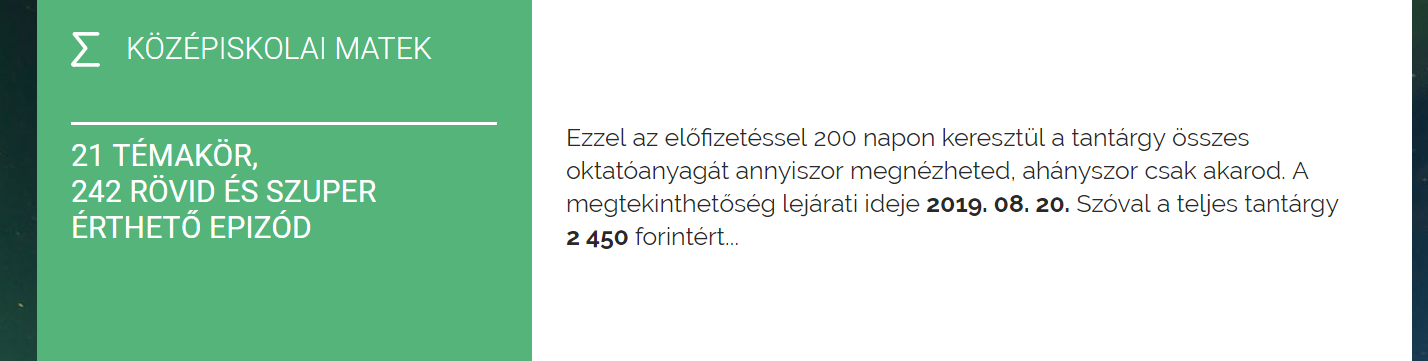 Σ KÖZÉPISKOLAI MATEK
21 TÉMAKÖR,
242 RÖVID ÉS SZUPER
ÉRTHETŐ EPIZÓD
Ezzel az előfizetéssel 200 napon keresztül a tantárgy összes
oktatóanyagát annyiszor megnézheted, ahányszor csak akarod. A
megtekinthetőség lejárati ideje 2019. 08. 20. Szóval a teljes tantárgy
2 450 forintért...